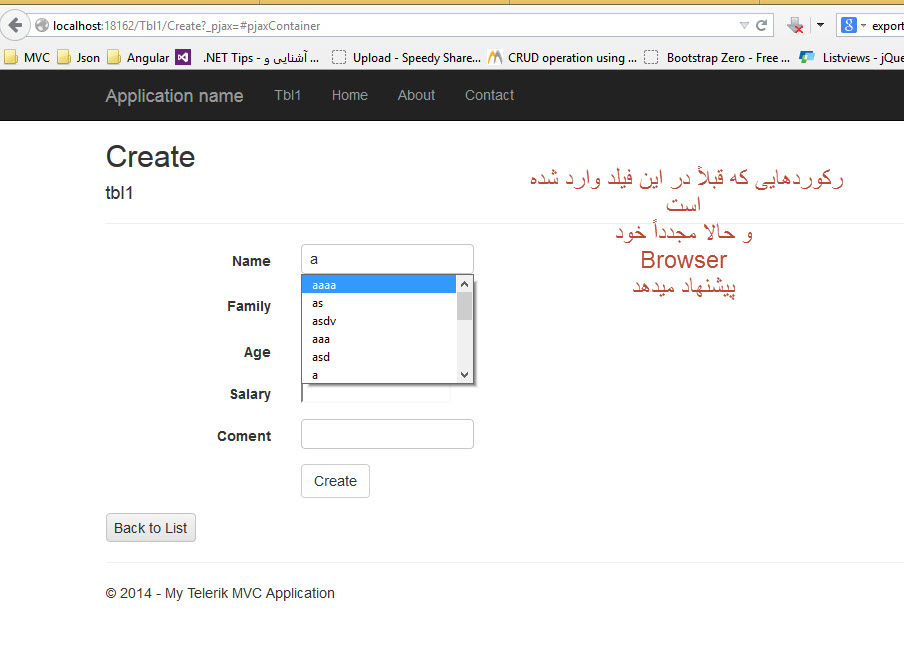 localhost:18162/Tbl1/Create?_pjax=#pjaxContainer
export
MVC Json Angular .NET Tips - آشنایی و ... Upload - Speedy Share... CRUD operation using ... Bootstrap Zero - Free ... Listviews - jQue
Application name Tbl1 Home About Contact
Create
tbl1
رکوردهایی که قبلاً در این فیلد وارد شده
است
و حالا مجدداً خود
Browser
پیشنهاد میدهد
Name a
aaaa
as
Family
asdv
aaa
Age
asd
a
Salary
Coment
Create
Back to List
© 2014 - My Telerik MVC Application